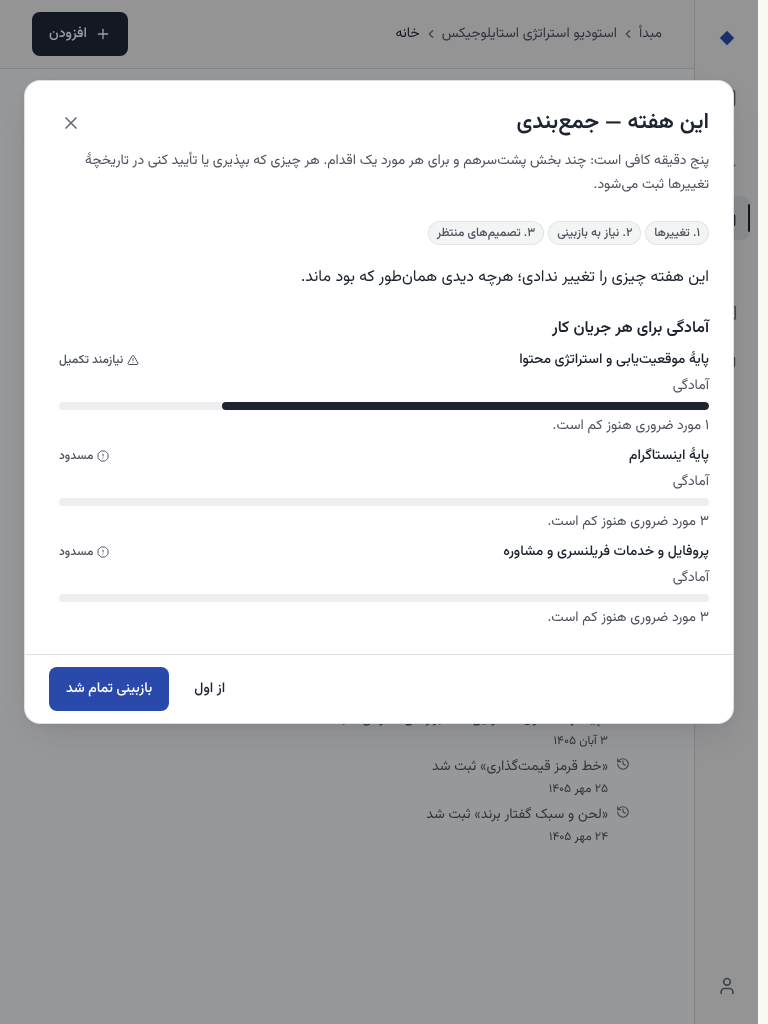 مبدأ
استودیو استراتژی استایلوجیکس
خانه
افزودن
این هفته — جمع‌بندی
پنج دقیقه کافی است: چند بخش پشت‌سرهم و برای هر مورد یک اقدام. هر چیزی که بپذیری یا تأیید کنی در تاریخچهٔ
تغییرها ثبت می‌شود.
۱. تغییرها
۲. نیاز به بازبینی
۳. تصمیم‌های منتظر
این هفته چیزی را تغییر ندادی؛ هرچه دیدی همان‌طور که بود ماند.
آمادگی برای هر جریان کار
پایهٔ موقعیت‌یابی و استراتژی محتوا
نیازمند تکمیل
آمادگی
۱ مورد ضروری هنوز کم است.
پایهٔ اینستاگرام
مسدود
آمادگی
۳ مورد ضروری هنوز کم است.
پروفایل و خدمات فریلنسری و مشاوره
مسدود
آمادگی
۳ مورد ضروری هنوز کم است.
از اول
بازبینی تمام شد
۳ آبان ۱۴۰۵
«خط قرمز قیمت‌گذاری» ثبت شد
۲۵ مهر ۱۴۰۵
«لحن و سبک گفتار برند» ثبت شد
۲۴ مهر ۱۴۰۵